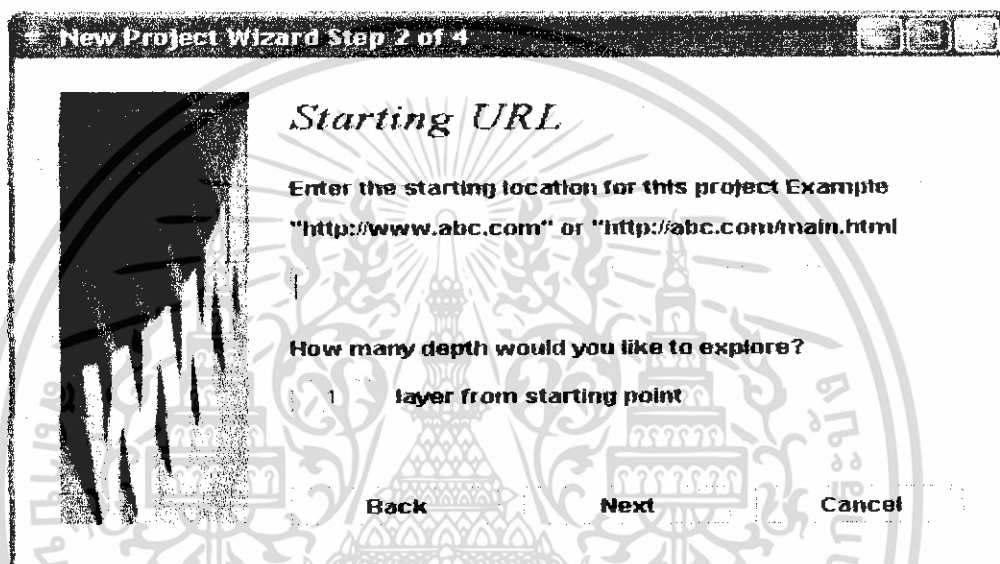 New Project Wizard Step 2 of 4
Starting URL
Enter the starting location for this project Example
"http://www.abc.com" or "http://abc.com/main.html
How many depth would you like to explore?
1 layer from starting point
Back Next Cancel